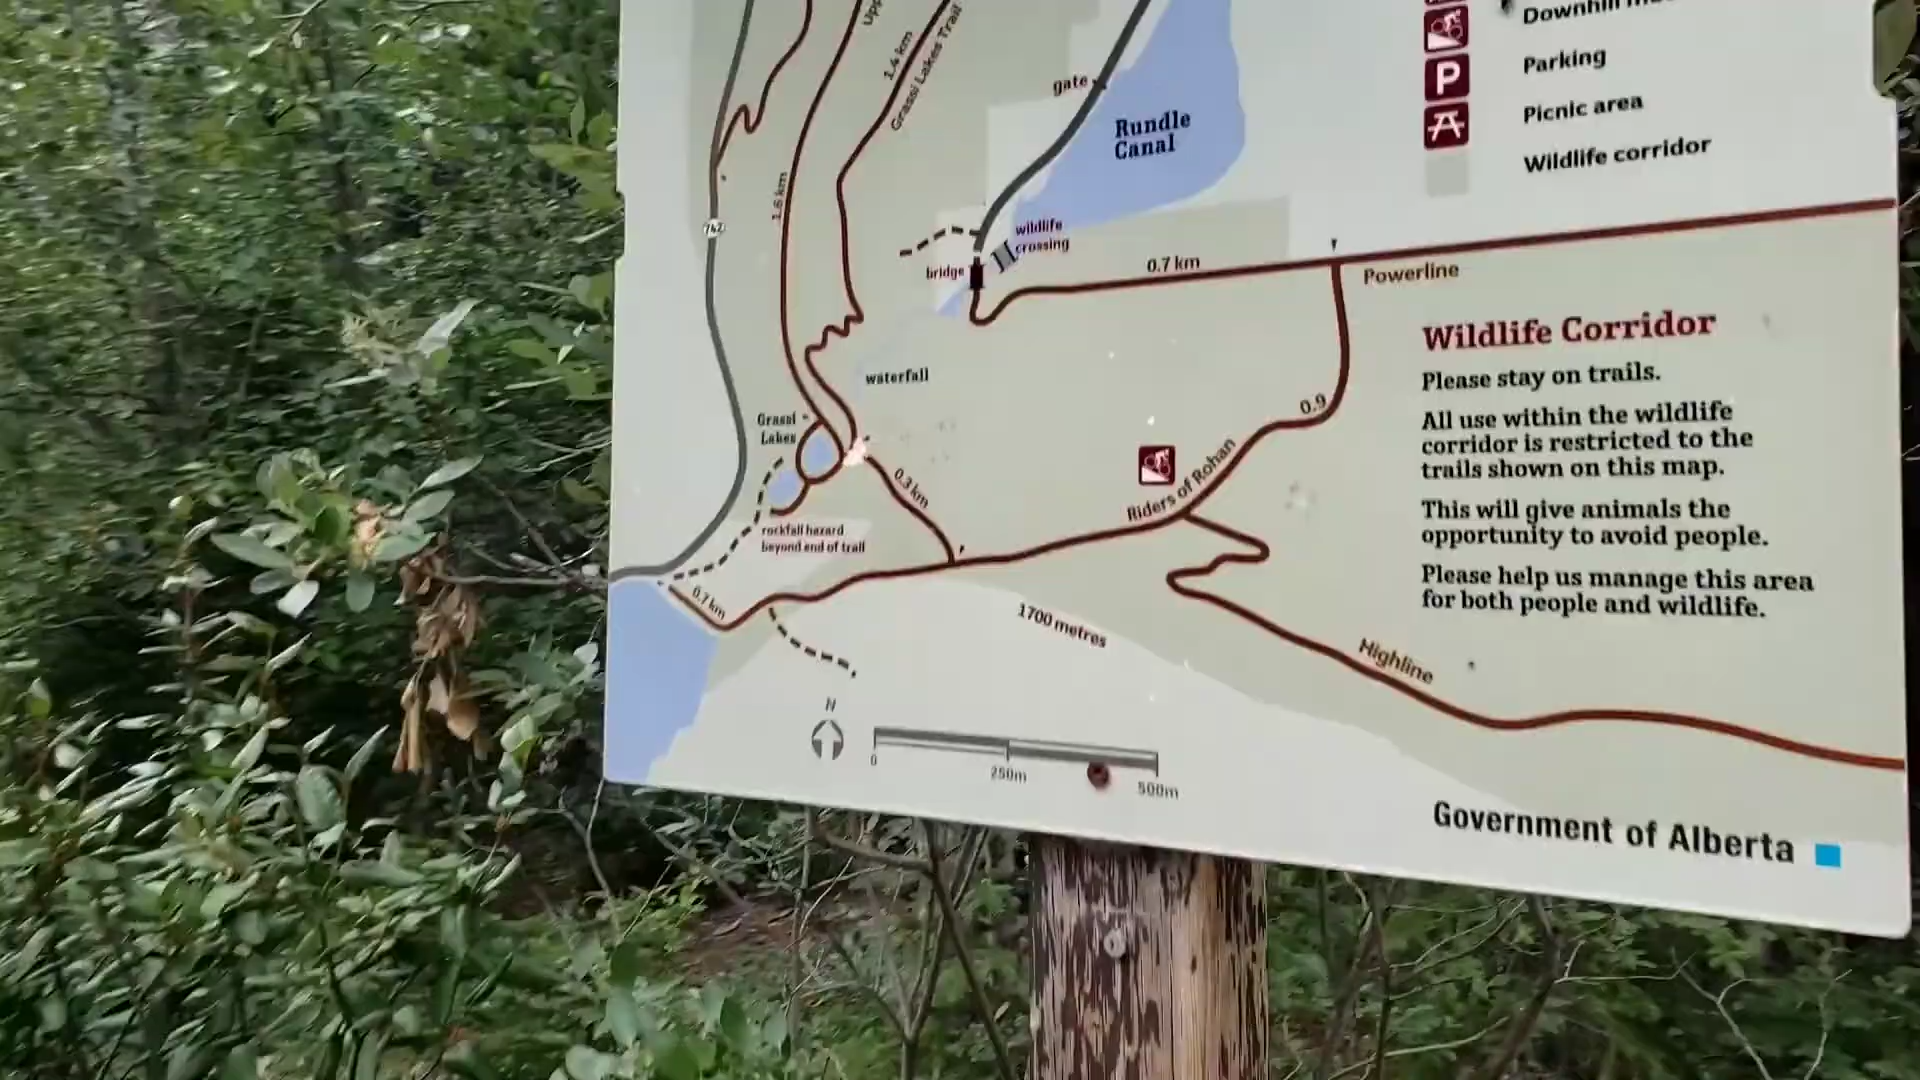 Upp
1.4 km
Grassi Lakes Trail
gate
Rundle
Canal
P
Parking
Picnic area
Wildlife corridor
1.6 km
742
wildlife
crossing
bridge
0.7 km
Powerline
waterfall
Grassi
Lakes
0.3 km
0.9
Riders of Rohan
rockfall hazard
beyond end of trail
0.7 km
1700 metres
Highline
N
0
250m
500m
Wildlife Corridor
Please stay on trails.
All use within the wildlife
corridor is restricted to the
trails shown on this map.
This will give animals the
opportunity to avoid people.
Please help us manage this area
for both people and wildlife.
Government of Alberta